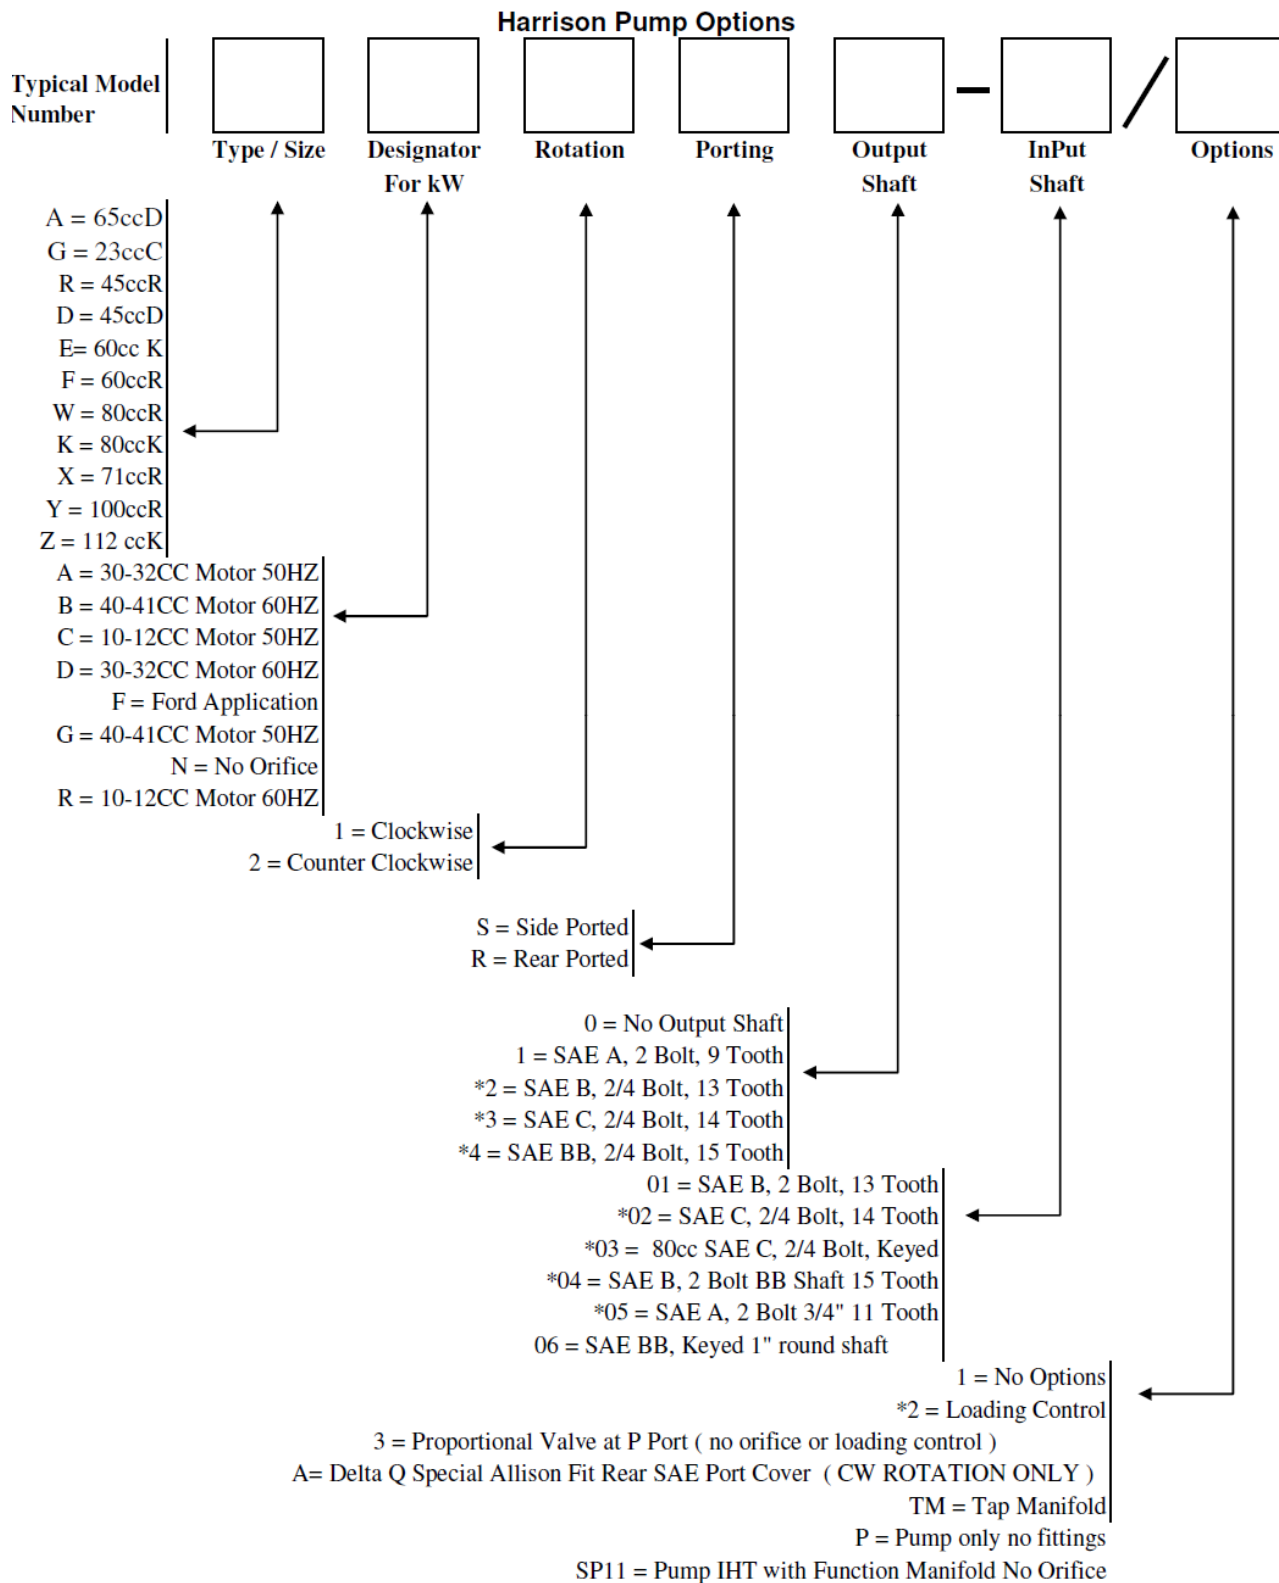 Harrison Pump Options
Typical Model
Number
Type / Size
Designator
For kW
Rotation
Porting
Output
Shaft
InPut
Shaft
Options
A = 65ccD
G = 23ccC
R = 45ccR
D = 45ccD
E= 60cc K
F = 60ccR
W = 80ccR
K = 80ccK
X = 71ccR
Y = 100ccR
Z = 112 ccK
A = 30-32CC Motor 50HZ
B = 40-41CC Motor 60HZ
C = 10-12CC Motor 50HZ
D = 30-32CC Motor 60HZ
F = Ford Application
G = 40-41CC Motor 50HZ
N = No Orifice
R = 10-12CC Motor 60HZ
1 = Clockwise
2 = Counter Clockwise
S = Side Ported
R = Rear Ported
0 = No Output Shaft
1 = SAE A, 2 Bolt, 9 Tooth
*2 = SAE B, 2/4 Bolt, 13 Tooth
*3 = SAE C, 2/4 Bolt, 14 Tooth
*4 = SAE BB, 2/4 Bolt, 15 Tooth
01 = SAE B, 2 Bolt, 13 Tooth
*02 = SAE C, 2/4 Bolt, 14 Tooth
*03 = 80cc SAE C, 2/4 Bolt, Keyed
*04 = SAE B, 2 Bolt BB Shaft 15 Tooth
*05 = SAE A, 2 Bolt 3/4" 11 Tooth
06 = SAE BB, Keyed 1" round shaft
1 = No Options
*2 = Loading Control
3 = Proportional Valve at P Port ( no orifice or loading control )
A= Delta Q Special Allison Fit Rear SAE Port Cover ( CW ROTATION ONLY )
TM = Tap Manifold
P = Pump only no fittings
SP11 = Pump IHT with Function Manifold No Orifice